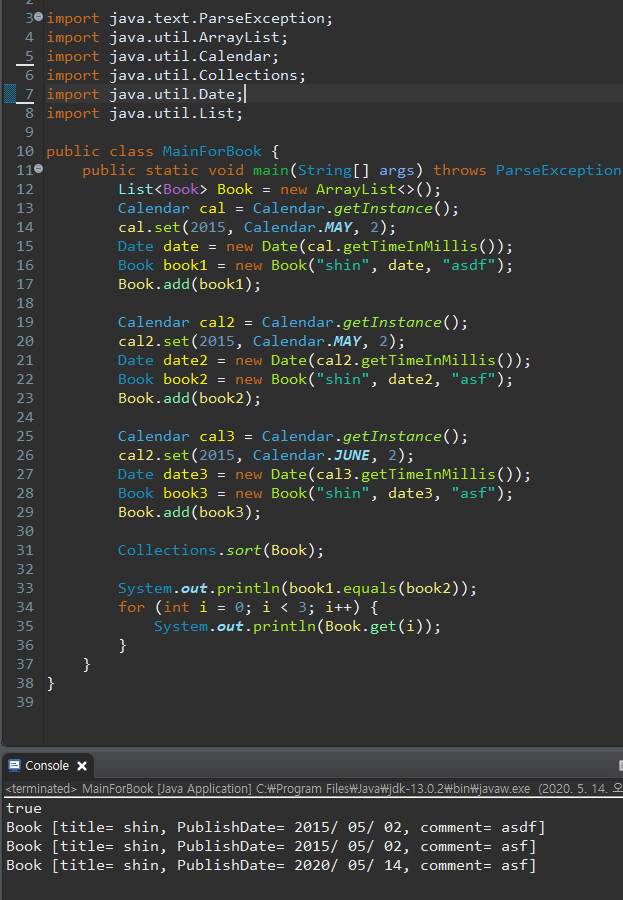 3 import java.text.ParseException;
4 import java.util.ArrayList;
5 import java.util.Calendar;
6 import java.util.Collections;
7 import java.util.Date;
8 import java.util.List;
9
10 public class MainForBook {
11     public static void main(String[] args) throws ParseException
12         List<Book> Book = new ArrayList<>();
13         Calendar cal = Calendar.getInstance();
14         cal.set(2015, Calendar.MAY, 2);
15         Date date = new Date(cal.getTimeInMillis());
16         Book book1 = new Book("shin", date, "asdf");
17         Book.add(book1);
18
19         Calendar cal2 = Calendar.getInstance();
20         cal2.set(2015, Calendar.MAY, 2);
21         Date date2 = new Date(cal2.getTimeInMillis());
22         Book book2 = new Book("shin", date2, "asf");
23         Book.add(book2);
24
25         Calendar cal3 = Calendar.getInstance();
26         cal2.set(2015, Calendar.JUNE, 2);
27         Date date3 = new Date(cal3.getTimeInMillis());
28         Book book3 = new Book("shin", date3, "asf");
29         Book.add(book3);
30
31         Collections.sort(Book);
32
33         System.out.println(book1.equals(book2));
34         for (int i = 0; i < 3; i++) {
35             System.out.println(Book.get(i));
36         }
37     }
38 }
39
Console
<terminated> MainForBook [Java Application] C:₩Program Files₩Java₩jdk-13.0.2₩bin₩javaw.exe (2020. 5. 14. 오
true
Book [title= shin, PublishDate= 2015/ 05/ 02, comment= asdf]
Book [title= shin, PublishDate= 2015/ 05/ 02, comment= asf]
Book [title= shin, PublishDate= 2020/ 05/ 14, comment= asf]